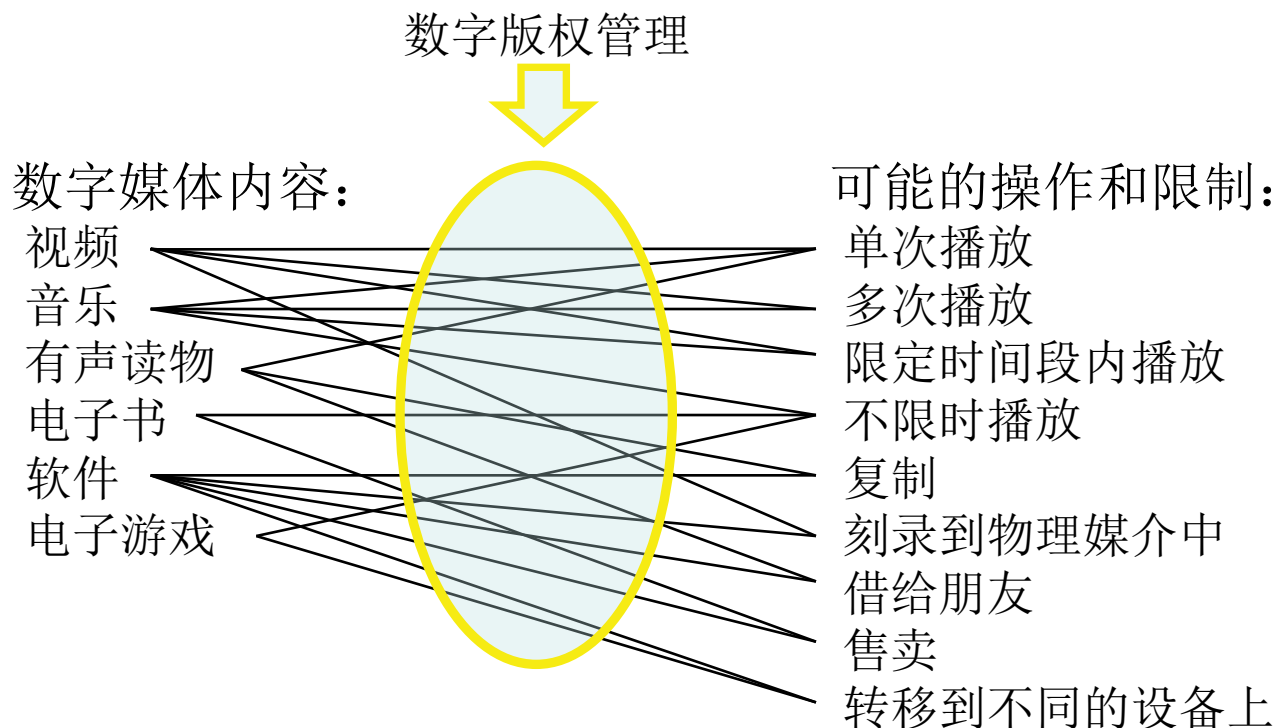 数字版权管理
数字媒体内容：
视频
音乐
有声读物
电子书
软件
电子游戏
可能的操作和限制：
单次播放
多次播放
限定时间段内播放
不限时播放
复制
刻录到物理媒介中
借给朋友
售卖
转移到不同的设备上